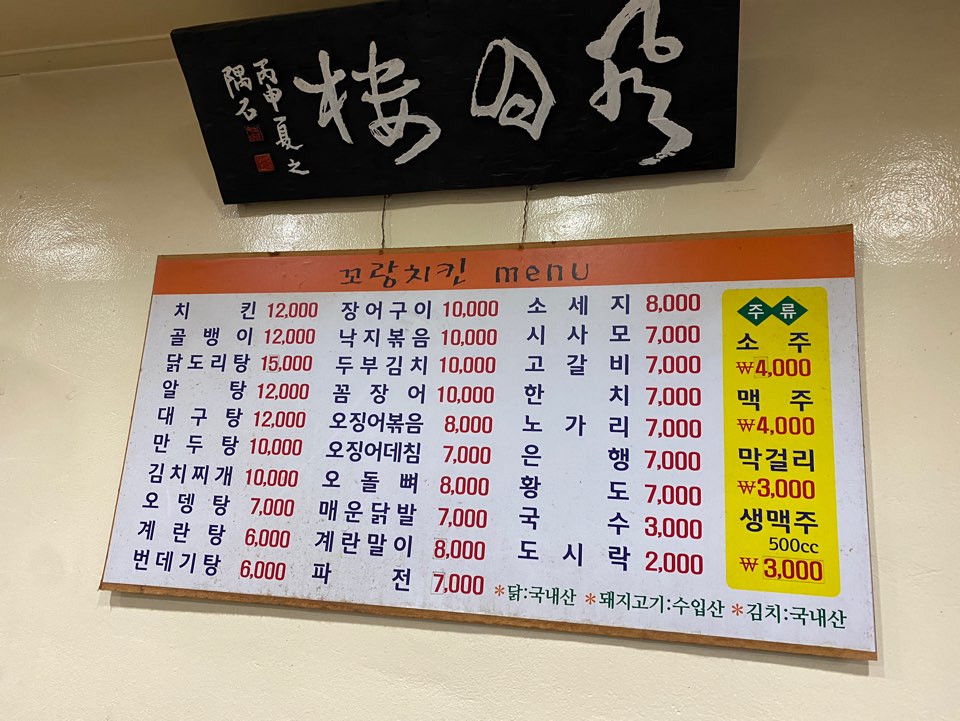 樓
丙申夏之
隅石
꼬랑치킨 menu
치킨 12,000
골뱅이 12,000
닭도리탕 15,000
알탕 12,000
대구탕 12,000
만두탕 10,000
김치찌개 10,000
오뎅탕 7,000
계란탕 6,000
번데기탕 6,000
장어구이 10,000
낙지볶음 10,000
두부김치 10,000
꼼장어 10,000
오징어볶음 8,000
오징어데침 7,000
오돌뼈 8,000
매운닭발 7,000
계란말이 8,000
파전 7,000
소세지 8,000
시사모 7,000
고갈비 7,000
한치 7,000
노가리 7,000
은행 7,000
황도 7,000
국수 3,000
도시락 2,000
주류
소주
₩4,000
맥주
₩4,000
막걸리
₩3,000
생맥주
500cc
₩3,000
*닭:국내산 *돼지고기:수입산 *김치:국내산